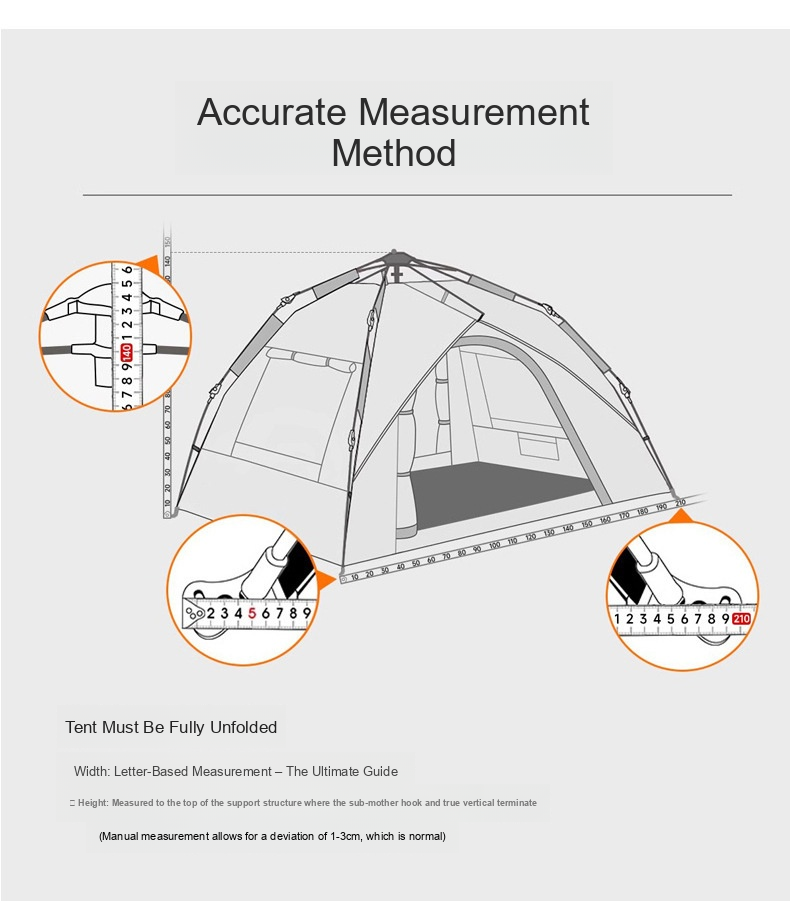 Accurate Measurement
Method
150
140
6
5
4
3
2
1
140
9
8
7
6
80
70
60
50
40
30
20
10
10 20 30 40 50 60 70 80 90 100 110 120 130 140 150 160 170 180 190 210
2 3 4 5 6 7 8 9
1 2 3 4 5 6 7 8 9 210
Tent Must Be Fully Unfolded
Width: Letter-Based Measurement – The Ultimate Guide
□ Height: Measured to the top of the support structure where the sub-mother hook and true vertical terminate
(Manual measurement allows for a deviation of 1-3cm, which is normal)